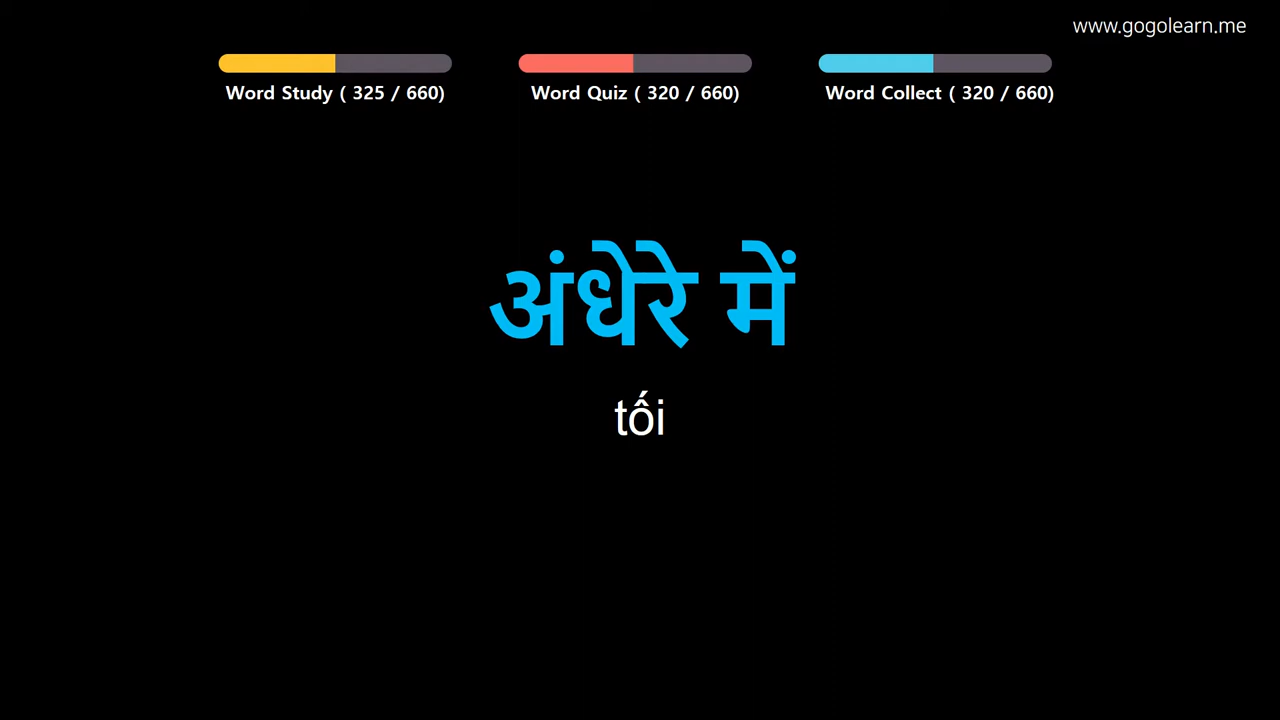 www.gogolearn.me
Word Study ( 325 / 660)
Word Quiz ( 320 / 660)
Word Collect ( 320 / 660)
अंधेरे में
tối